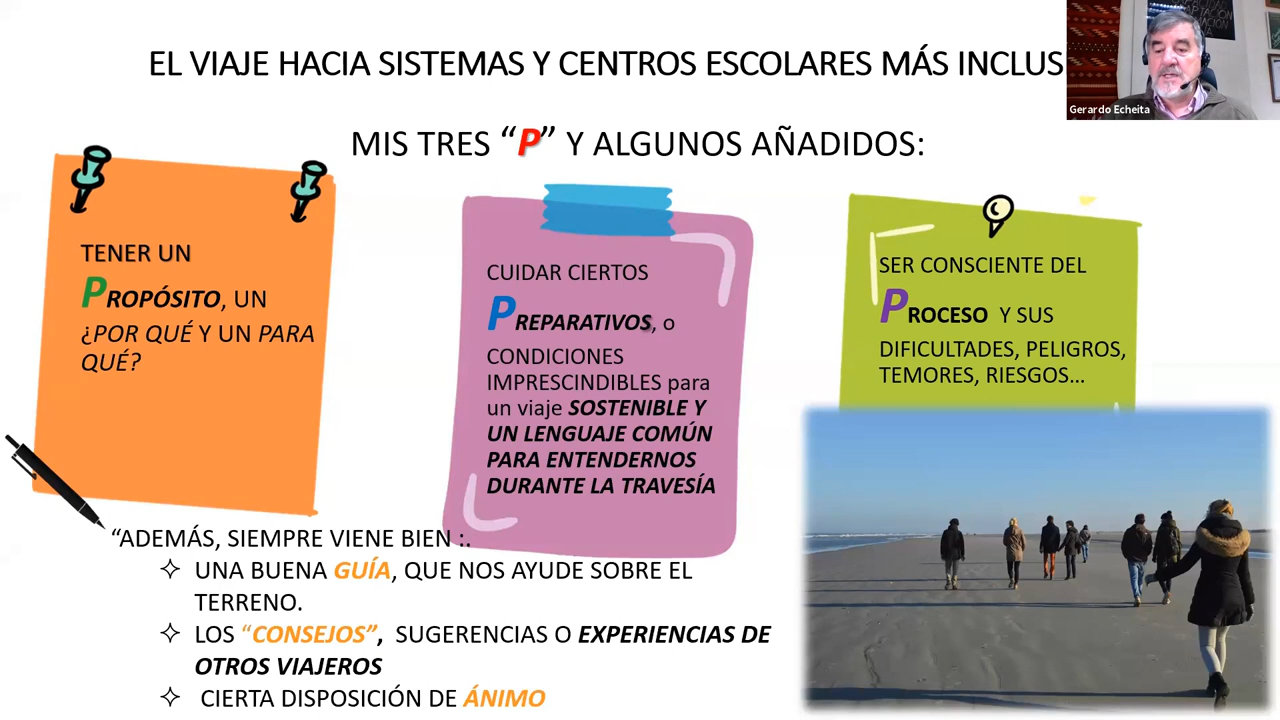 EL VIAJE HACIA SISTEMAS Y CENTROS ESCOLARES MÁS INCLUS
Gerardo Echeita
MIS TRES “P” Y ALGUNOS AÑADIDOS:
TENER UN
PROPÓSITO, UN
¿POR QUÉ Y UN PARA
QUÉ?
CUIDAR CIERTOS
PREPARATIVOS, o
CONDICIONES
IMPRESCINDIBLES para
un viaje SOSTENIBLE Y
UN LENGUAJE COMÚN
PARA ENTENDERNOS
DURANTE LA TRAVESÍA
SER CONSCIENTE DEL
PROCESO Y SUS
DIFICULTADES, PELIGROS,
TEMORES, RIESGOS…
“ADEMÁS, SIEMPRE VIENE BIEN :.
UNA BUENA GUÍA, QUE NOS AYUDE SOBRE EL
TERRENO.
LOS “CONSEJOS”, SUGERENCIAS O EXPERIENCIAS DE
OTROS VIAJEROS
CIERTA DISPOSICIÓN DE ÁNIMO